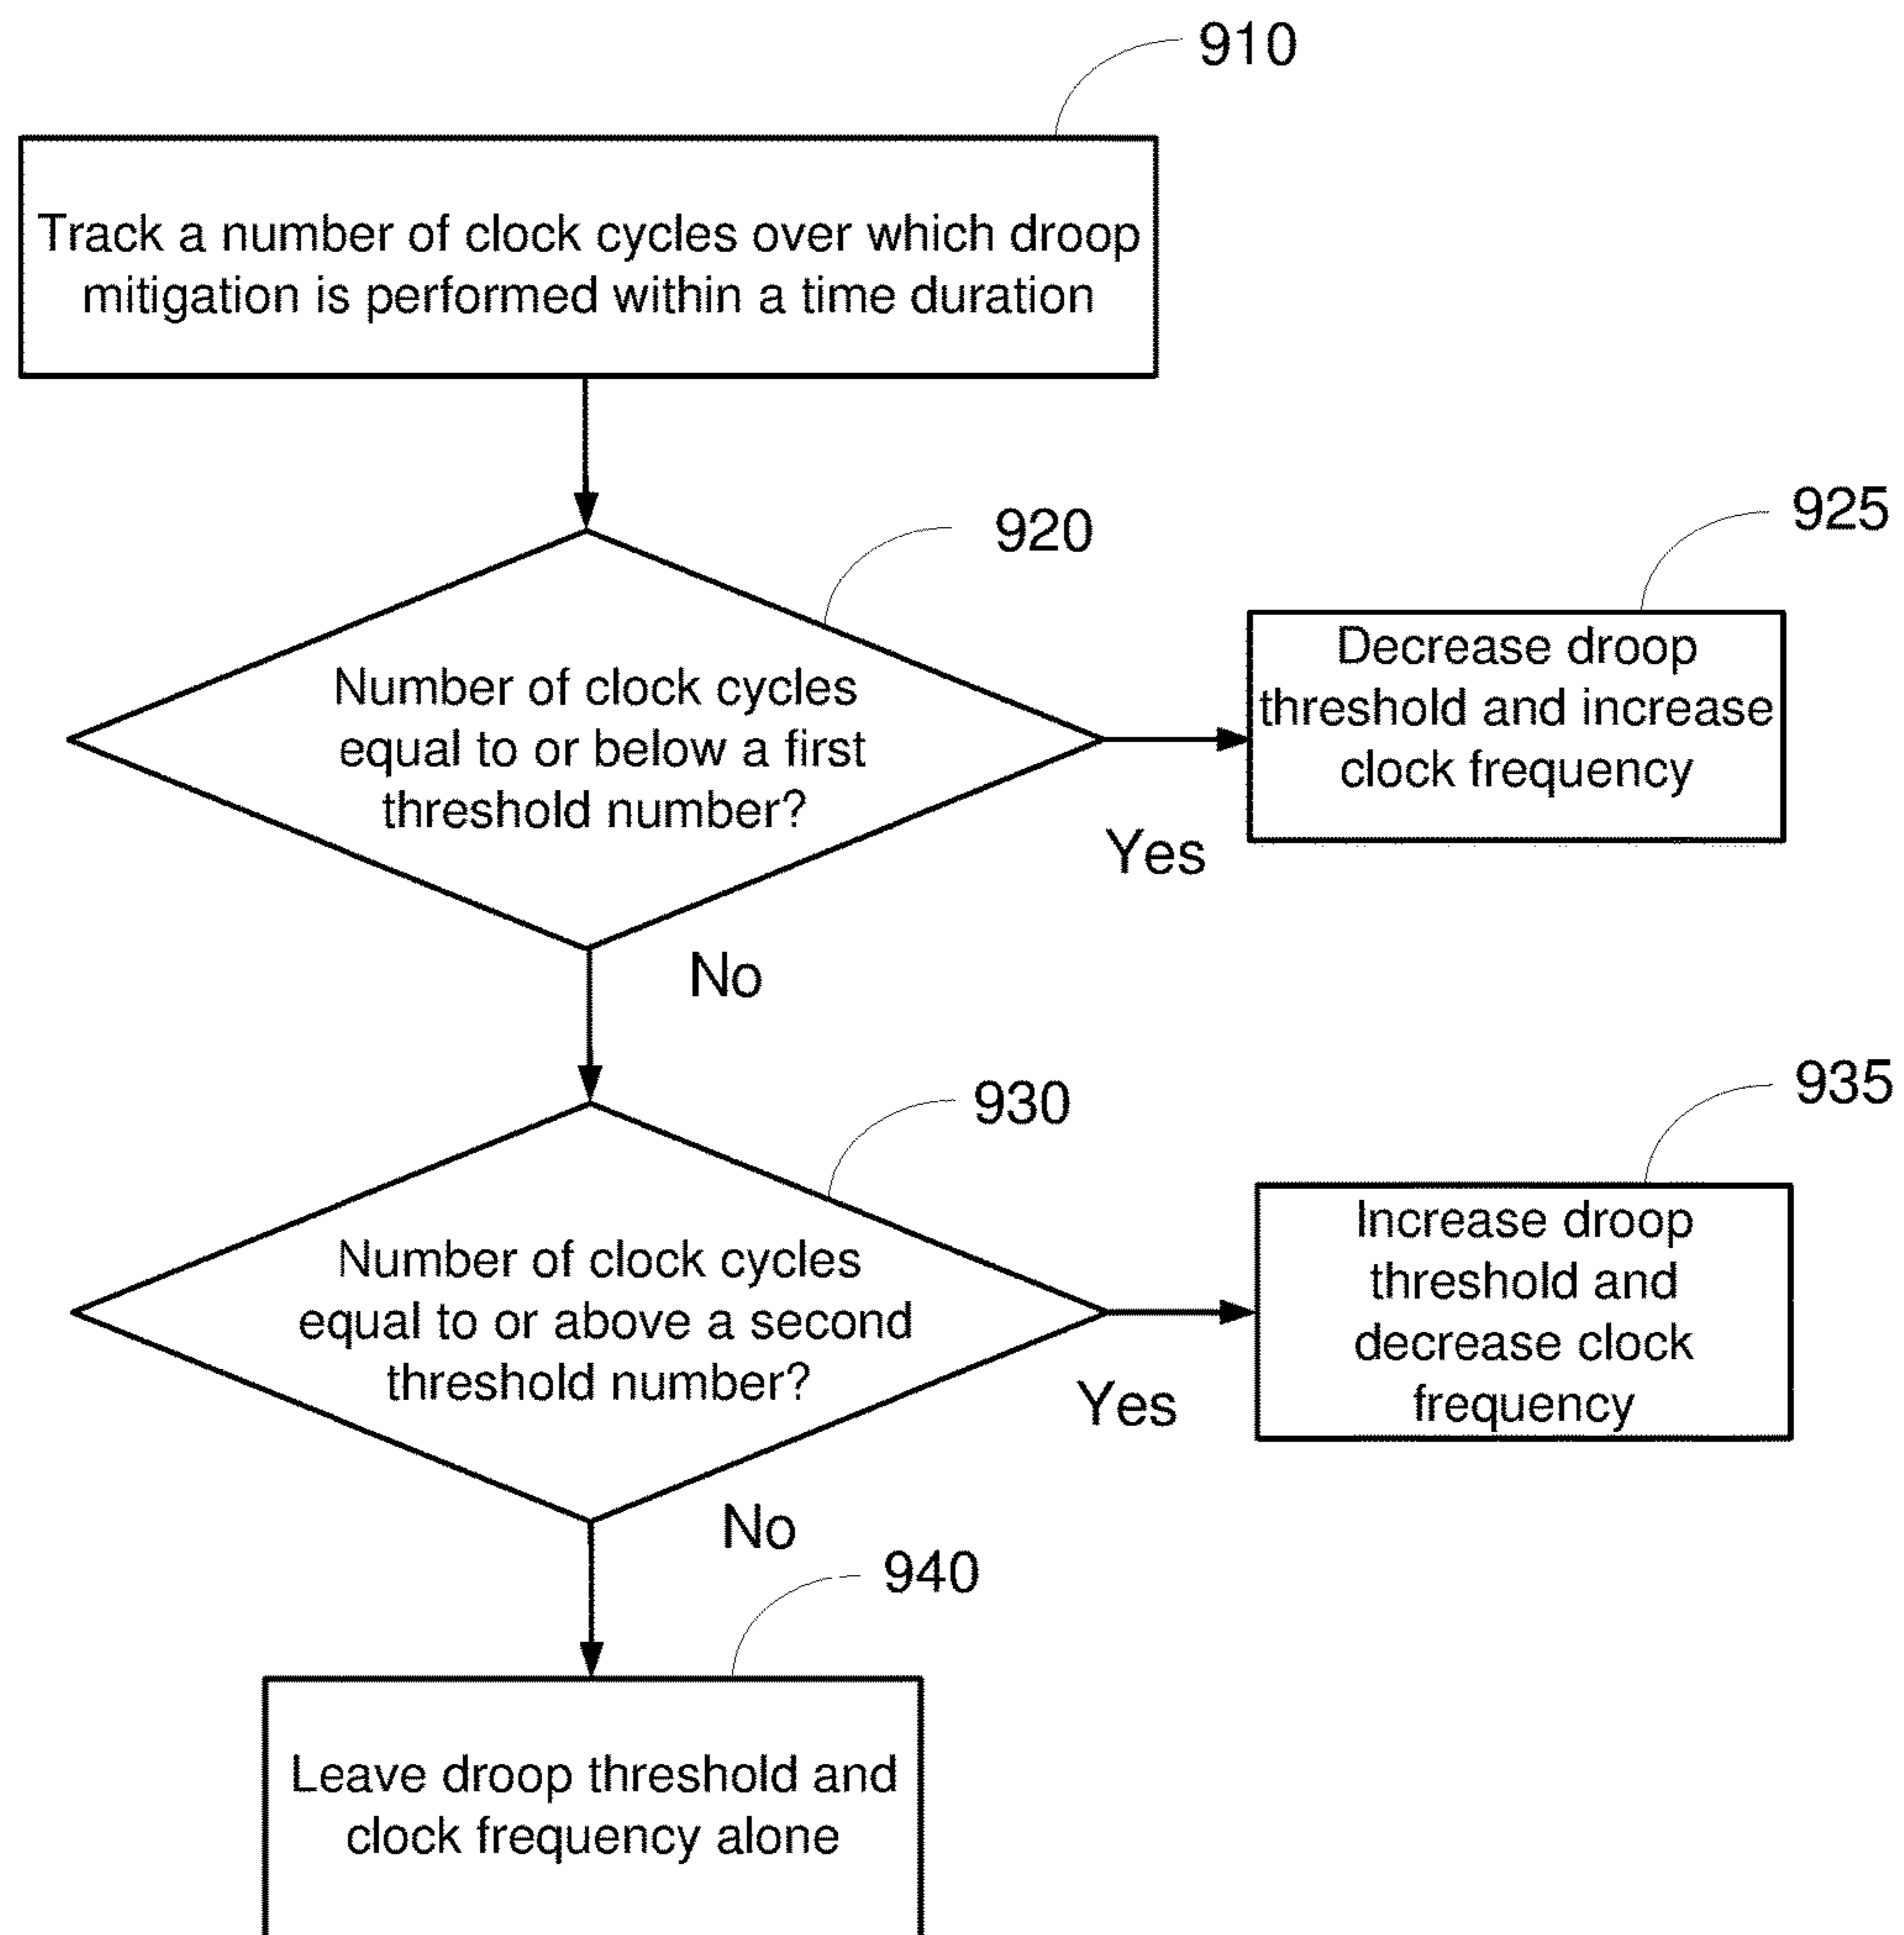 910
Track a number of clock cycles over which droop
mitigation is performed within a time duration
920
Number of clock cycles
equal to or below a first
threshold number?
Yes
925
Decrease droop
threshold and increase
clock frequency
No
930
Number of clock cycles
equal to or above a second
threshold number?
Yes
935
Increase droop
threshold and
decrease clock
frequency
No
940
Leave droop threshold and
clock frequency alone